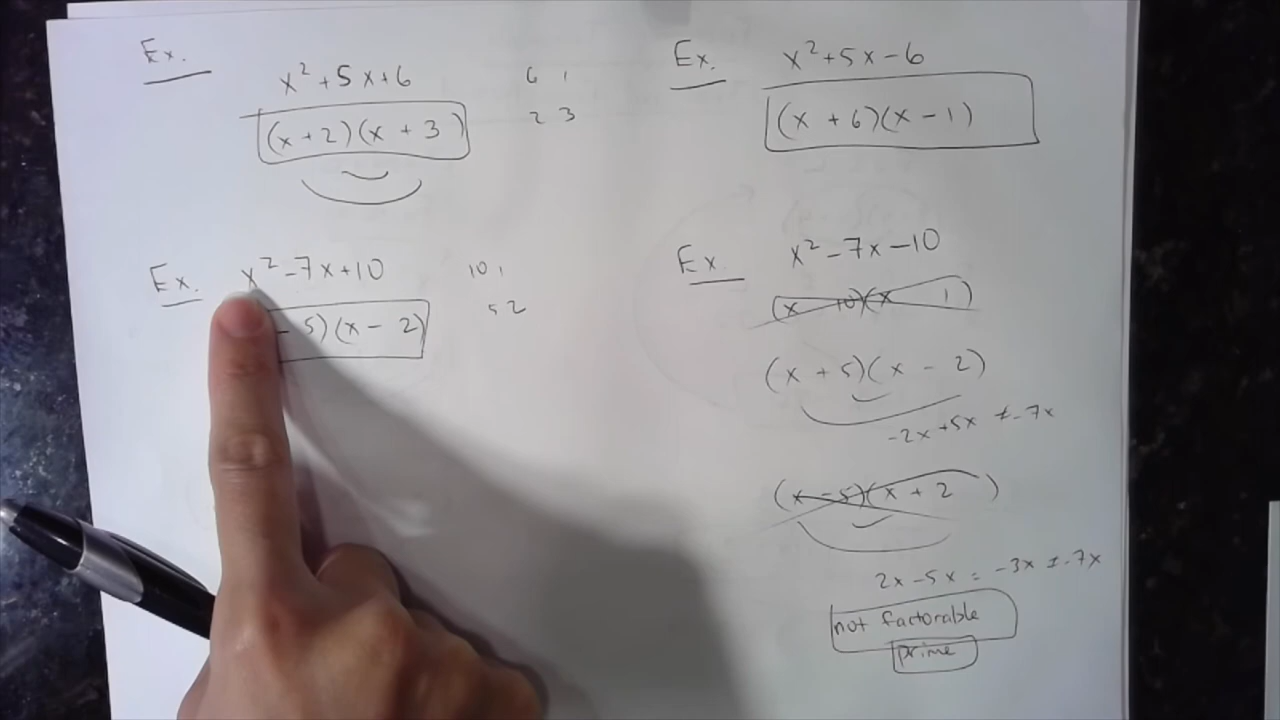 Ex.
x² + 5x + 6
6 1
(x + 2)(x + 3)
2 3
Ex. x² - 7x + 10
10 1
- 5)(x - 2)
5 2
Ex. x² + 5x - 6
(x + 6)(x - 1)
Ex. x² - 7x - 10
(x 10)(x 1)
(x + 5)(x - 2)
-2x + 5x ≠ -7x
(x - 5)(x + 2)
2x - 5x = -3x ≠ -7x
not factorable
prime